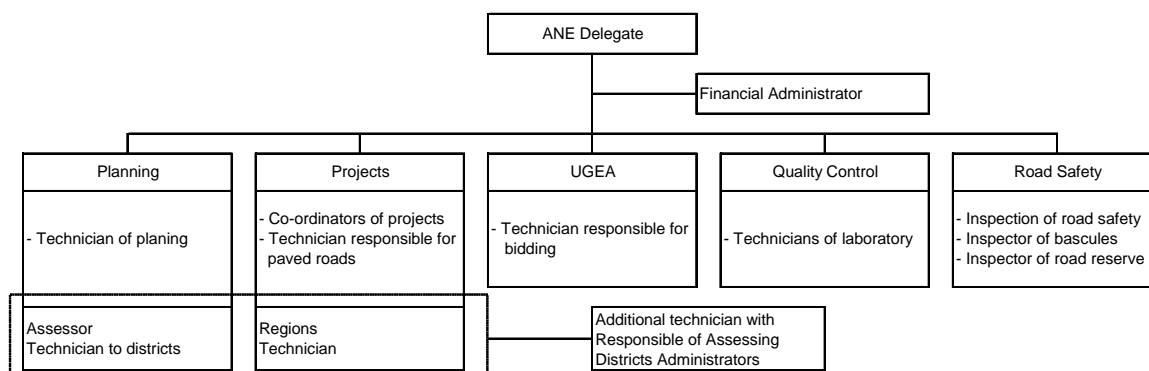 ANE Delegate
Financial Administrator
Planning
- Technician of planing
Assessor
Technician to districts
Projects
- Co-ordinators of projects
- Technician responsible for
paved roads
Regions
Technician
UGEA
- Technician responsible for
bidding
Quality Control
- Technicians of laboratory
Road Safety
- Inspection of road safety
- Inspector of bascules
- Inspector of road reserve
Additional technician with
Responsible of Assessing
Districts Administrators